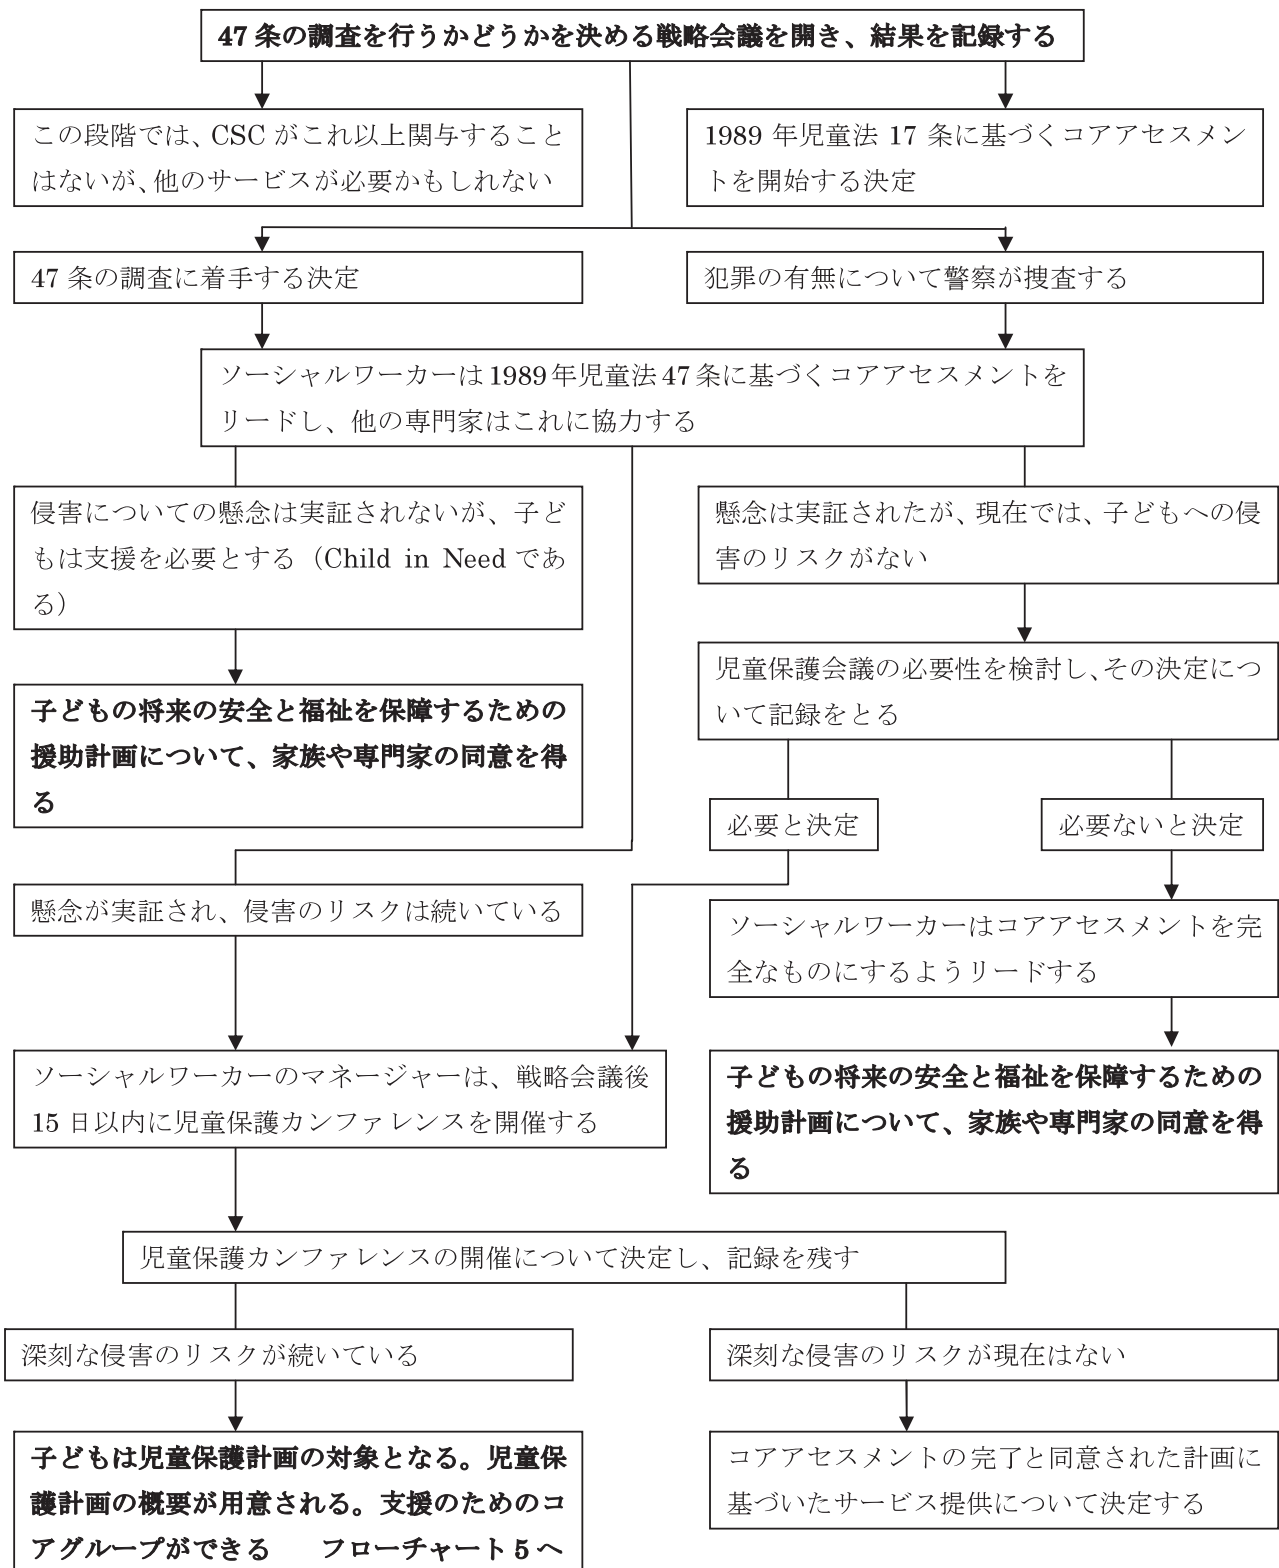 47 条の調査を行うかどうかを決める戦略会議を開き、結果を記録する
この段階では、CSC がこれ以上関与すること
はないが、他のサービスが必要かもしれない
1989 年児童法 17 条に基づくコアアセスメン
トを開始する決定
47 条の調査に着手する決定
犯罪の有無について警察が捜査する
ソーシャルワーカーは 1989 年児童法 47 条に基づくコアアセスメントを
リードし、他の専門家はこれに協力する
侵害についての懸念は実証されないが、子ど
もは支援を必要とする（Child in Need であ
る）
懸念は実証されたが、現在では、子どもへの侵
害のリスクがない
子どもの将来の安全と福祉を保障するための
援助計画について、家族や専門家の同意を得
る
児童保護会議の必要性を検討し、その決定につ
いて記録をとる
必要と決定
必要ないと決定
懸念が実証され、侵害のリスクは続いている
ソーシャルワーカーはコアアセスメントを完
全なものにするようリードする
ソーシャルワーカーのマネージャーは、戦略会議後
15 日以内に児童保護カンファレンスを開催する
子どもの将来の安全と福祉を保障するための
援助計画について、家族や専門家の同意を得
る
児童保護カンファレンスの開催について決定し、記録を残す
深刻な侵害のリスクが続いている
深刻な侵害のリスクが現在はない
子どもは児童保護計画の対象となる。児童保
護計画の概要が用意される。支援のためのコ
アグループができる　　フローチャート 5 へ
コアアセスメントの完了と同意された計画に
基づいたサービス提供について決定する